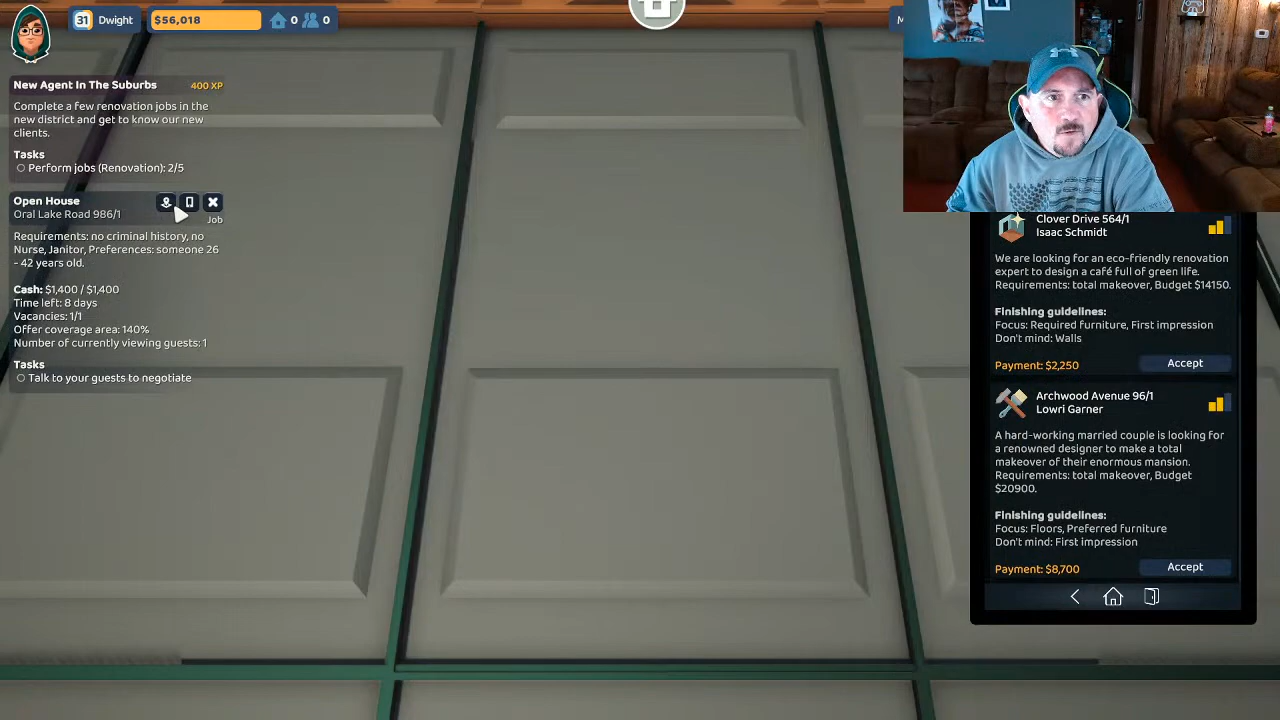 31 Dwight $56,018 0 0
M
New Agent In The Suburbs 400 XP
Complete a few renovation jobs in the
new district and get to know our new
clients.
Tasks
Perform jobs (Renovation): 2/5
Open House
Oral Lake Road 986/1
Job
Requirements: no criminal history, no
Nurse, Janitor, Preferences: someone 26
- 42 years old.
Cash: $1,400 / $1,400
Time left: 8 days
Vacancies: 1/1
Offer coverage area: 140%
Number of currently viewing guests: 1
Tasks
Talk to your guests to negotiate
Clover Drive 564/1
Isaac Schmidt
We are looking for an eco-friendly renovation
expert to design a café full of green life.
Requirements: total makeover, Budget $14150.
Finishing guidelines:
Focus: Required furniture, First impression
Don't mind: Walls
Payment: $2,250 Accept
Archwood Avenue 96/1
Lowri Garner
A hard-working married couple is looking for
a renowned designer to make a total
makeover of their enormous mansion.
Requirements: total makeover, Budget
$20900.
Finishing guidelines:
Focus: Floors, Preferred furniture
Don't mind: First impression
Payment: $8,700 Accept